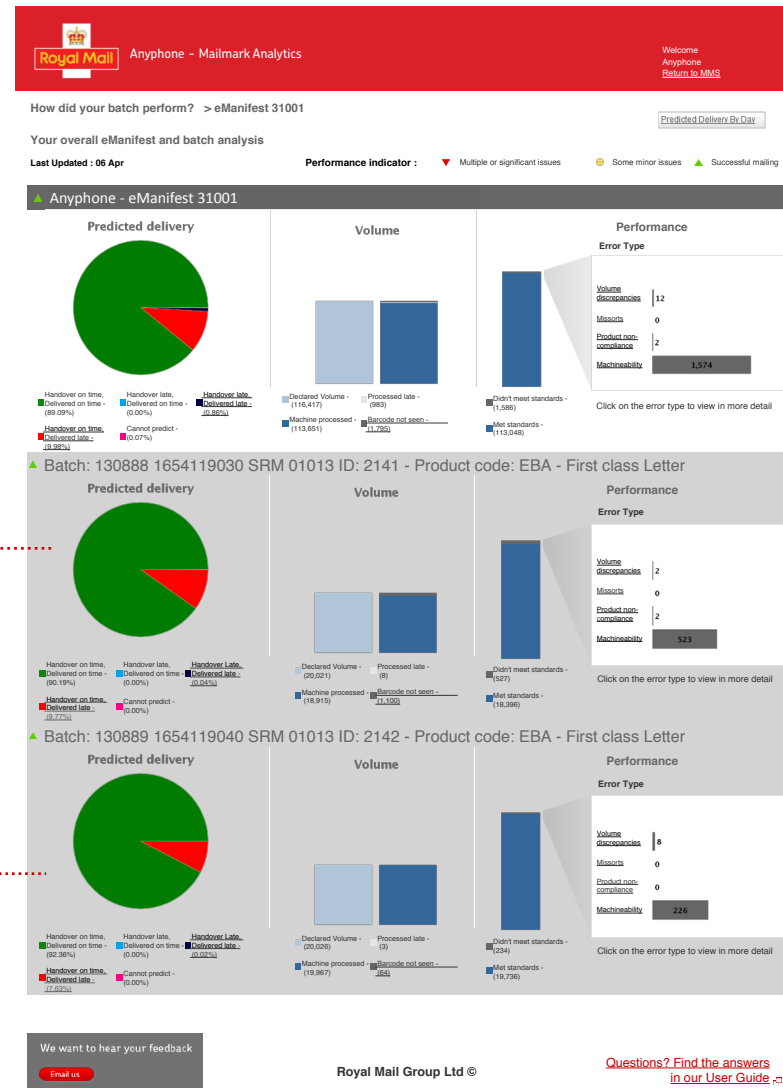 Royal Mail
Anyphone - Mailmark Analytics
Welcome
Anyphone
Return to MMS
How did your batch perform? > eManifest 31001
Predicted Delivery By Day
Your overall eManifest and batch analysis
Last Updated : 06 Apr
Performance indicator :
Multiple or significant issues
Some minor issues
Successful mailing
Anyphone - eManifest 31001
Predicted delivery
Volume
Performance
Error Type
Volume
discrepancies
12
Missorts
0
Product non-
compliance
2
Machineability
1,574
Handover on time,
Delivered on time -
(89.09%)
Handover late,
Delivered on time -
(0.00%)
Handover late,
Delivered late -
(0.86%)
Handover on time,
Delivered late -
(9.98%)
Cannot predict -
(0.07%)
Declared Volume -
(116,417)
Processed late -
(983)
Machine processed -
(113,651)
Barcode not seen -
(1,795)
Didn't meet standards -
(1,586)
Met standards -
(113,048)
Click on the error type to view in more detail
Batch: 130888 1654119030 SRM 01013 ID: 2141 - Product code: EBA - First class Letter
Predicted delivery
Volume
Performance
Error Type
Volume
discrepancies
2
Missorts
0
Product non-
compliance
2
Machineability
523
Handover on time,
Delivered on time -
(90.19%)
Handover late,
Delivered on time -
(0.00%)
Handover Late,
Delivered late -
(0.04%)
Handover on time,
Delivered late -
(9.77%)
Cannot predict -
(0.00%)
Declared Volume -
(20,021)
Processed late -
(8)
Machine processed -
(18,915)
Barcode not seen -
(1,100)
Didn't meet standards -
(527)
Met standards -
(18,396)
Click on the error type to view in more detail
Batch: 130889 1654119040 SRM 01013 ID: 2142 - Product code: EBA - First class Letter
Predicted delivery
Volume
Performance
Error Type
Volume
discrepancies
8
Missorts
0
Product non-
compliance
0
Machineability
226
Handover on time,
Delivered on time -
(92.36%)
Handover late,
Delivered on time -
(0.00%)
Handover Late,
Delivered late -
(0.02%)
Handover on time,
Delivered late -
(7.63%)
Cannot predict -
(0.00%)
Declared Volume -
(20,026)
Processed late -
(3)
Machine processed -
(19,967)
Barcode not seen -
(64)
Didn't meet standards -
(234)
Met standards -
(19,736)
Click on the error type to view in more detail
We want to hear your feedback
Email us
Royal Mail Group Ltd ©
Questions? Find the answers
in our User Guide